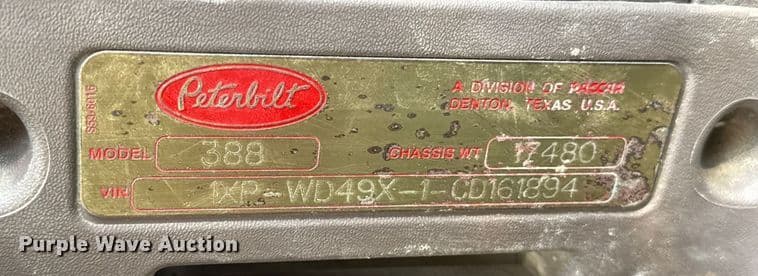 Peterbilt
A DIVISION OF PACCAR
DENTON, TEXAS U.S.A.
MODEL 388 CHASSIS WT 17480
VIN 1XP-WD49X-1-CD161894
Purple Wave Auction